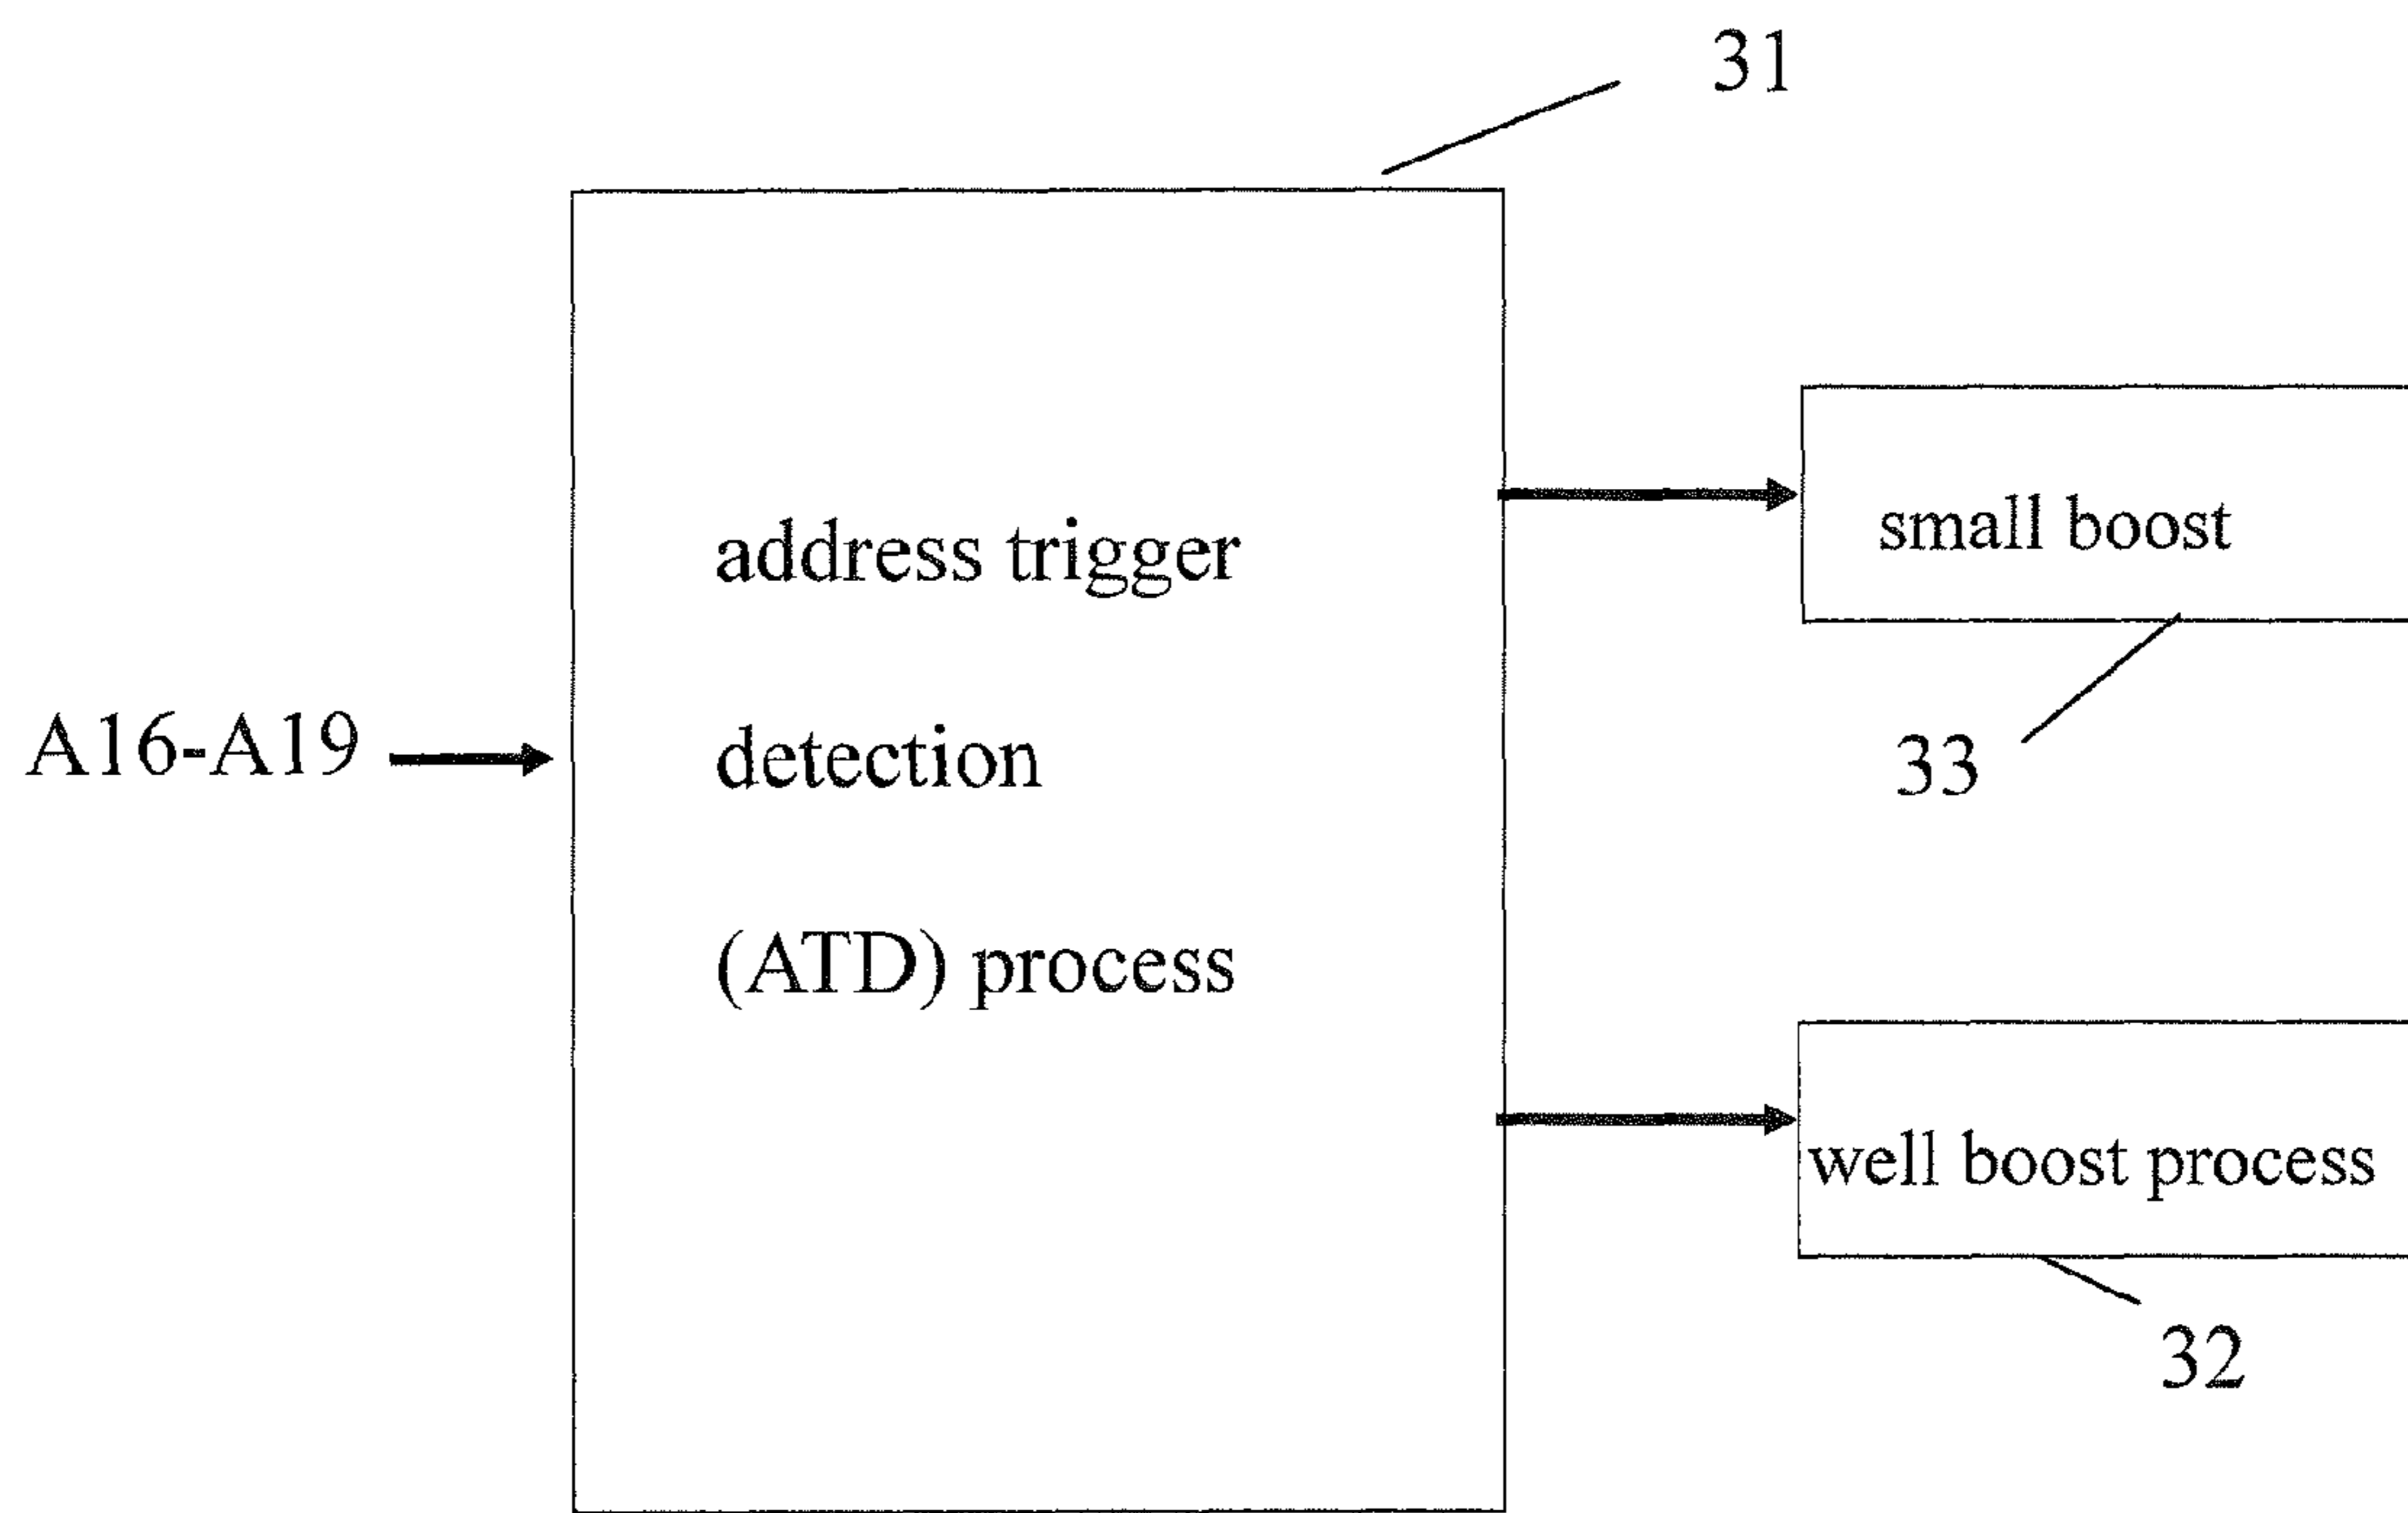 31
address trigger
detection
(ATD) process
A16-A19
small boost
33
well boost process
32